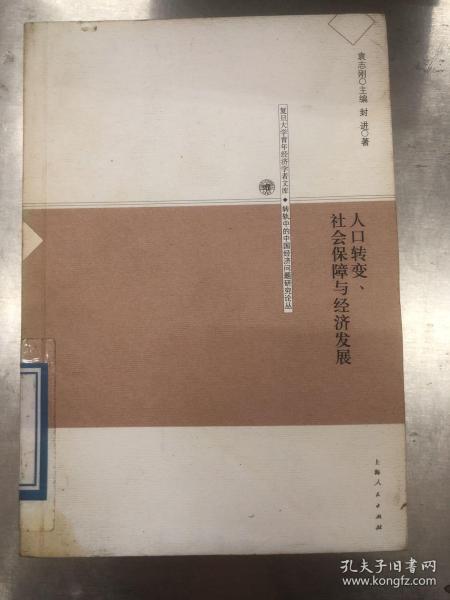 袁志刚○主编 封 进○著
复旦大学青年经济学者文库◆转轨中的中国经济问题研究论丛
人口转变、
社会保障与经济发展
上海人民出版社
孔夫子旧书网
www.kongfz.com